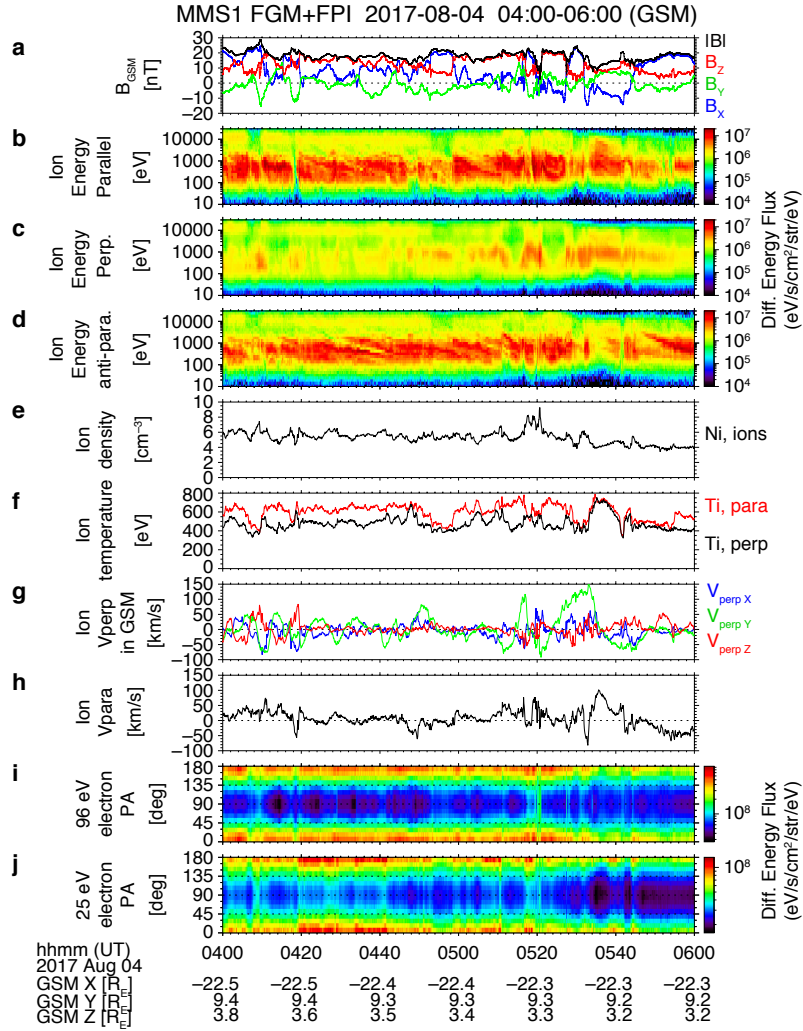 MMS1 FGM+FPI 2017-08-04 04:00-06:00 (GSM)
a
B_GSM
[nT]
30
20
10
0
−10
−20
|B|
B_Z
B_Y
B_X
b
Ion
Energy
Parallel
[eV]
10000
1000
100
10
10^7
10^6
10^5
10^4
c
Ion
Energy
Perp.
[eV]
10000
1000
100
10
10^7
10^6
10^5
10^4
d
Ion
Energy
anti-para.
[eV]
10000
1000
100
10
10^7
10^6
10^5
10^4
Diff. Energy Flux
(eV/s/cm²/str/eV)
e
Ion
density
[cm⁻³]
10
8
6
4
2
0
Ni, ions
f
Ion
temperature
[eV]
800
600
400
200
0
Ti, para
Ti, perp
g
Ion
Vperp
in GSM
[km/s]
150
100
50
0
−50
−100
V_perp X
V_perp Y
V_perp Z
h
Ion
Vpara
[km/s]
150
100
50
0
−50
−100
i
96 eV
electron
PA
[deg]
180
135
90
45
0
10^8
j
25 eV
electron
PA
[deg]
180
135
90
45
0
10^8
Diff. Energy Flux
(eV/s/cm²/str/eV)
hhmm (UT) 0400 0420 0440 0500 0520 0540 0600
2017 Aug 04
GSM X [R_E] −22.5 −22.5 −22.4 −22.4 −22.3 −22.3 −22.3
GSM Y [R_E] 9.4 9.4 9.3 9.3 9.3 9.2 9.2
GSM Z [R_E] 3.8 3.6 3.5 3.4 3.3 3.2 3.2